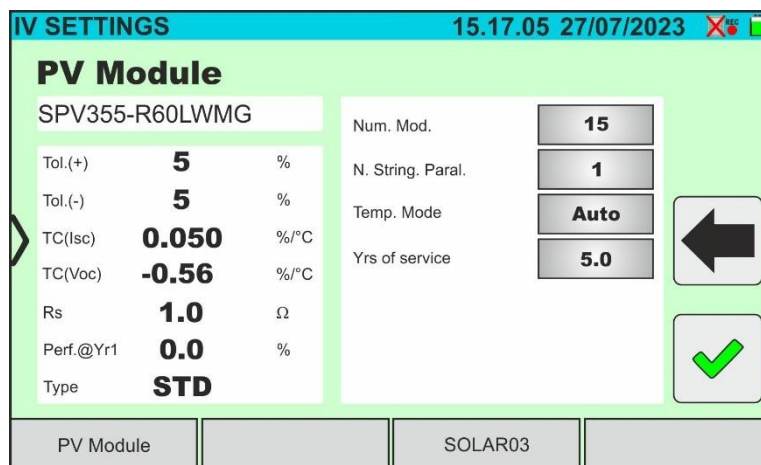 IV SETTINGS 15.17.05 27/07/2023 REC
PV Module
SPV355-R60LWMG
Tol.(+) 5 %
Tol.(-) 5 %
TC(Isc) 0.050 %/°C
TC(Voc) -0.56 %/°C
Rs 1.0 Ω
Perf.@Yr1 0.0 %
Type STD
Num. Mod. 15
N. String. Paral. 1
Temp. Mode Auto
Yrs of service 5.0
PV Module SOLAR03